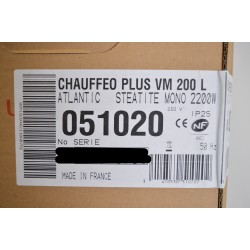 CHAUFFEO PLUS VM 200 L
ATLANTIC STEATITE MONO 2200W
051020
230 V
IP25
NF
No SERIE
50 Hz
MADE IN FRANCE